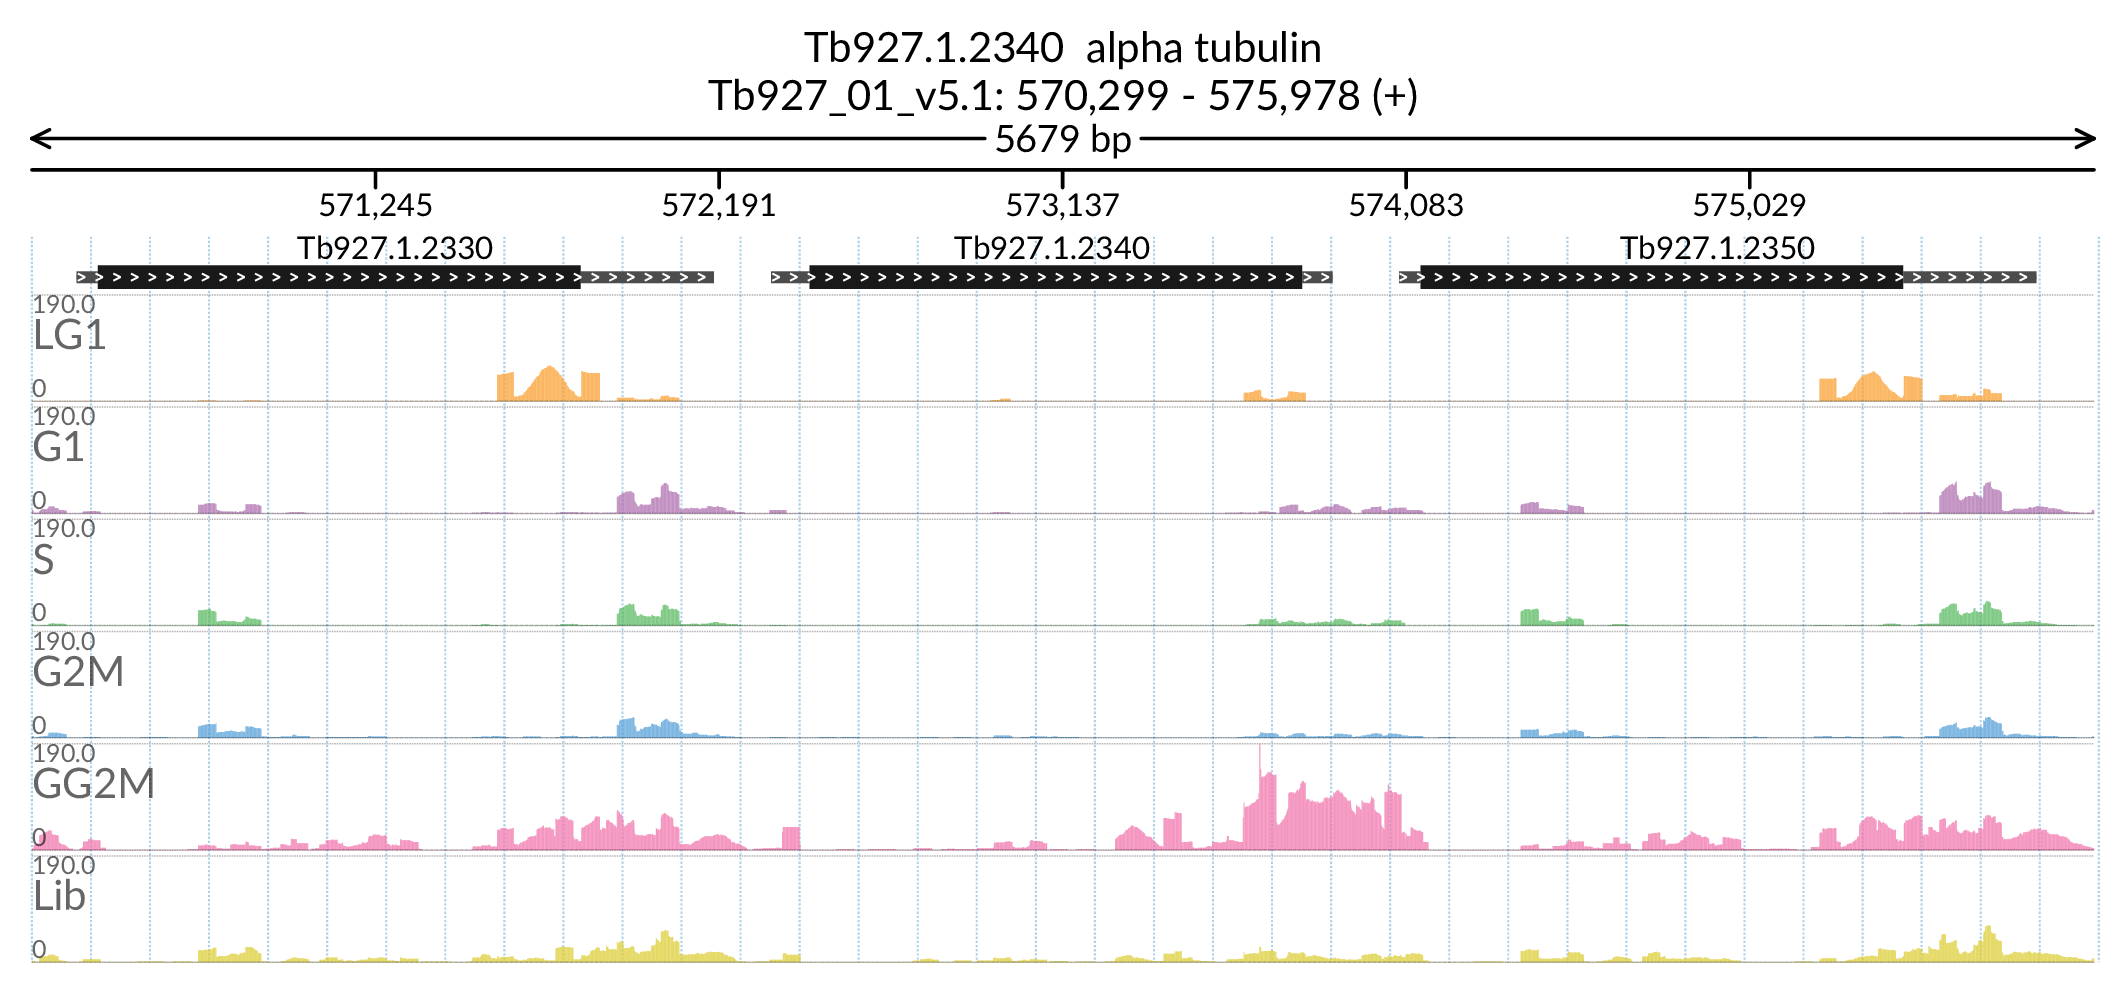 Tb927.1.2340 alpha tubulin
Tb927_01_v5.1: 570,299 - 575,978 (+)
5679 bp
571,245 572,191 573,137 574,083 575,029
Tb927.1.2330 Tb927.1.2340 Tb927.1.2350
190.0
LG1
0
190.0
G1
0
190.0
S
0
190.0
G2M
0
190.0
GG2M
0
190.0
Lib
0